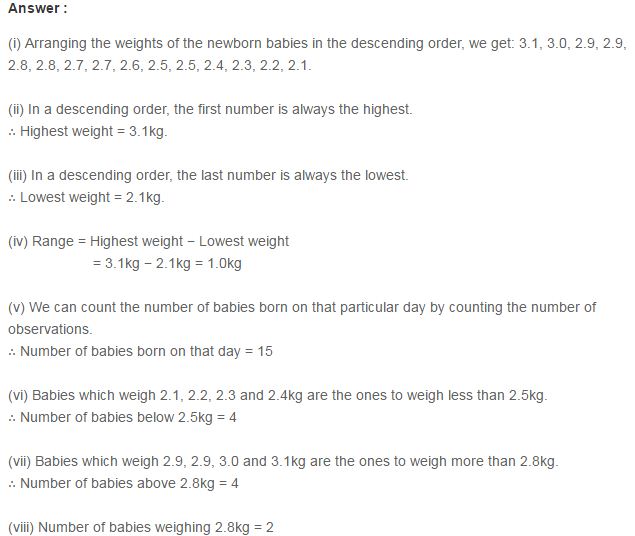 Answer :
(i) Arranging the weights of the newborn babies in the descending order, we get: 3.1, 3.0, 2.9, 2.9,
2.8, 2.8, 2.7, 2.7, 2.6, 2.5, 2.5, 2.4, 2.3, 2.2, 2.1.
(ii) In a descending order, the first number is always the highest.
∴ Highest weight = 3.1kg.
(iii) In a descending order, the last number is always the lowest.
∴ Lowest weight = 2.1kg.
(iv) Range = Highest weight − Lowest weight
= 3.1kg − 2.1kg = 1.0kg
(v) We can count the number of babies born on that particular day by counting the number of
observations.
∴ Number of babies born on that day = 15
(vi) Babies which weigh 2.1, 2.2, 2.3 and 2.4kg are the ones to weigh less than 2.5kg.
∴ Number of babies below 2.5kg = 4
(vii) Babies which weigh 2.9, 2.9, 3.0 and 3.1kg are the ones to weigh more than 2.8kg.
∴ Number of babies above 2.8kg = 4
(viii) Number of babies weighing 2.8kg = 2